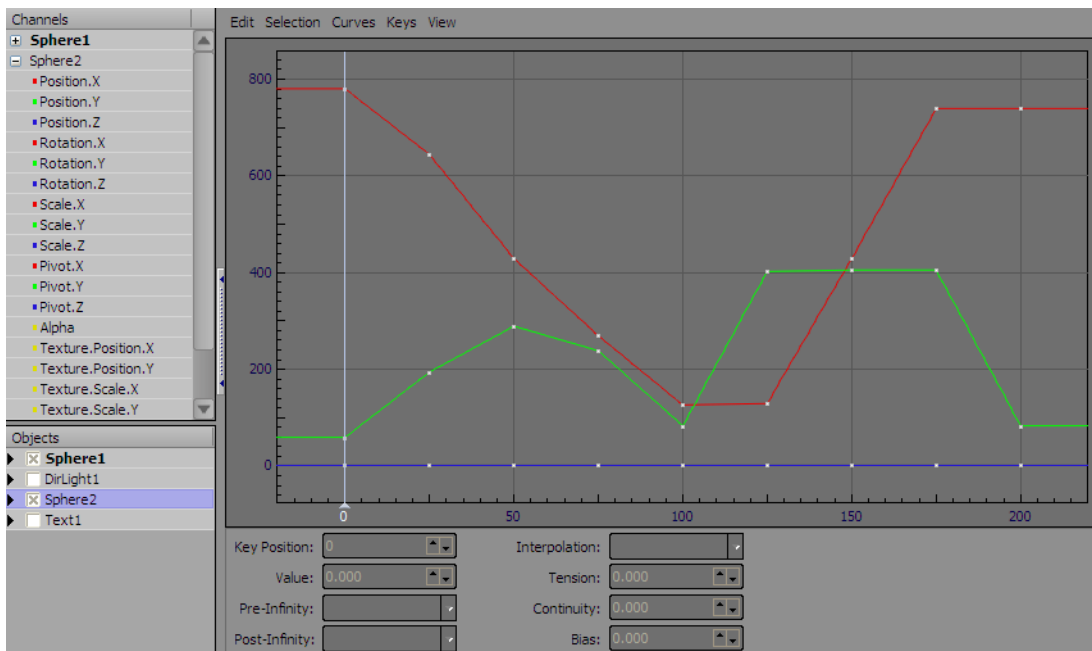 Channels
Sphere1
Sphere2
Position.X
Position.Y
Position.Z
Rotation.X
Rotation.Y
Rotation.Z
Scale.X
Scale.Y
Scale.Z
Pivot.X
Pivot.Y
Pivot.Z
Alpha
Texture.Position.X
Texture.Position.Y
Texture.Scale.X
Texture.Scale.Y
Objects
Sphere1
DirLight1
Sphere2
Text1
Edit Selection Curves Keys View
800
600
400
200
0
0 50 100 150 200
Key Position: 0 Interpolation:
Value: 0.000 Tension: 0.000
Pre-Infinity: Continuity: 0.000
Post-Infinity: Bias: 0.000